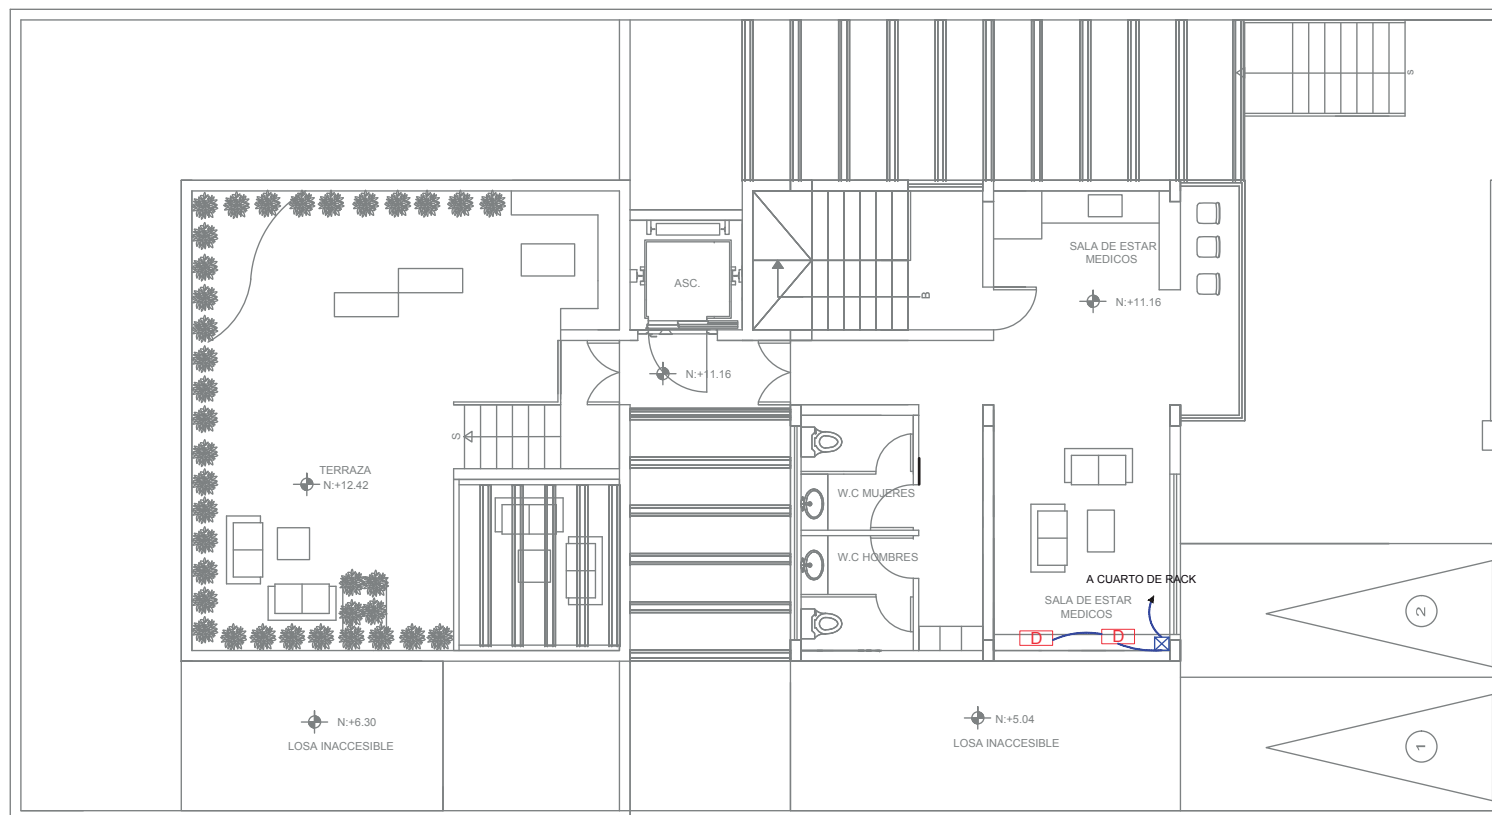 S
SALA DE ESTAR
MEDICOS
ASC.
B
N:+11.16
N:+11.16
S
TERRAZA
N:+12.42
W.C MUJERES
W.C HOMBRES
A CUARTO DE RACK
SALA DE ESTAR
MEDICOS
D
D
2
N:+6.30
LOSA INACCESIBLE
N:+5.04
LOSA INACCESIBLE
1